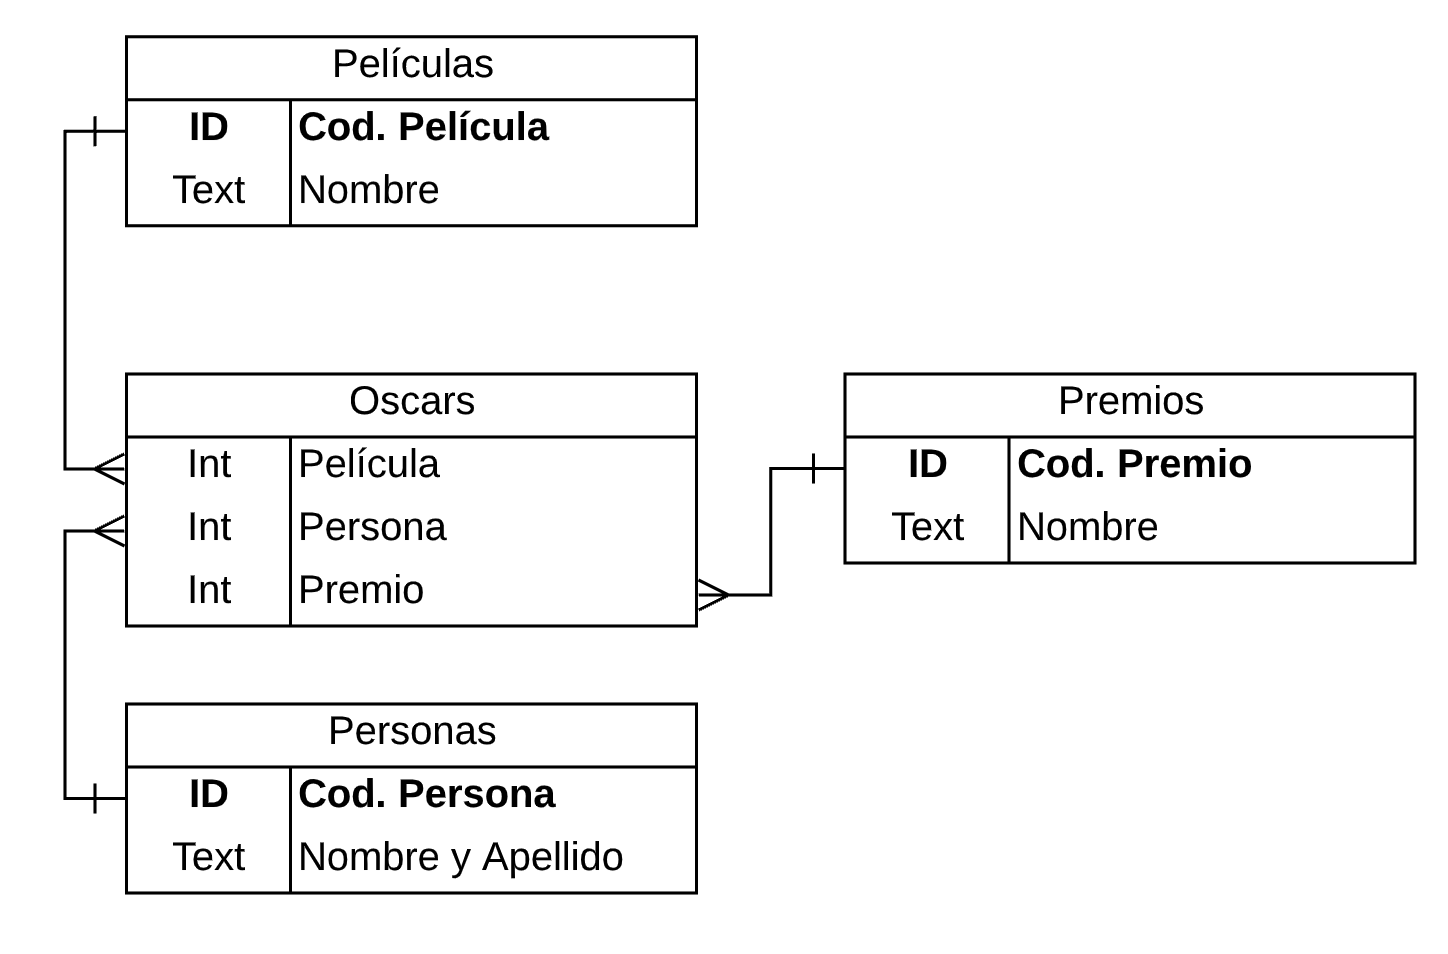 Películas
ID Cod. Película
Text Nombre
Oscars
Int Película
Int Persona
Int Premio
Premios
ID Cod. Premio
Text Nombre
Personas
ID Cod. Persona
Text Nombre y Apellido